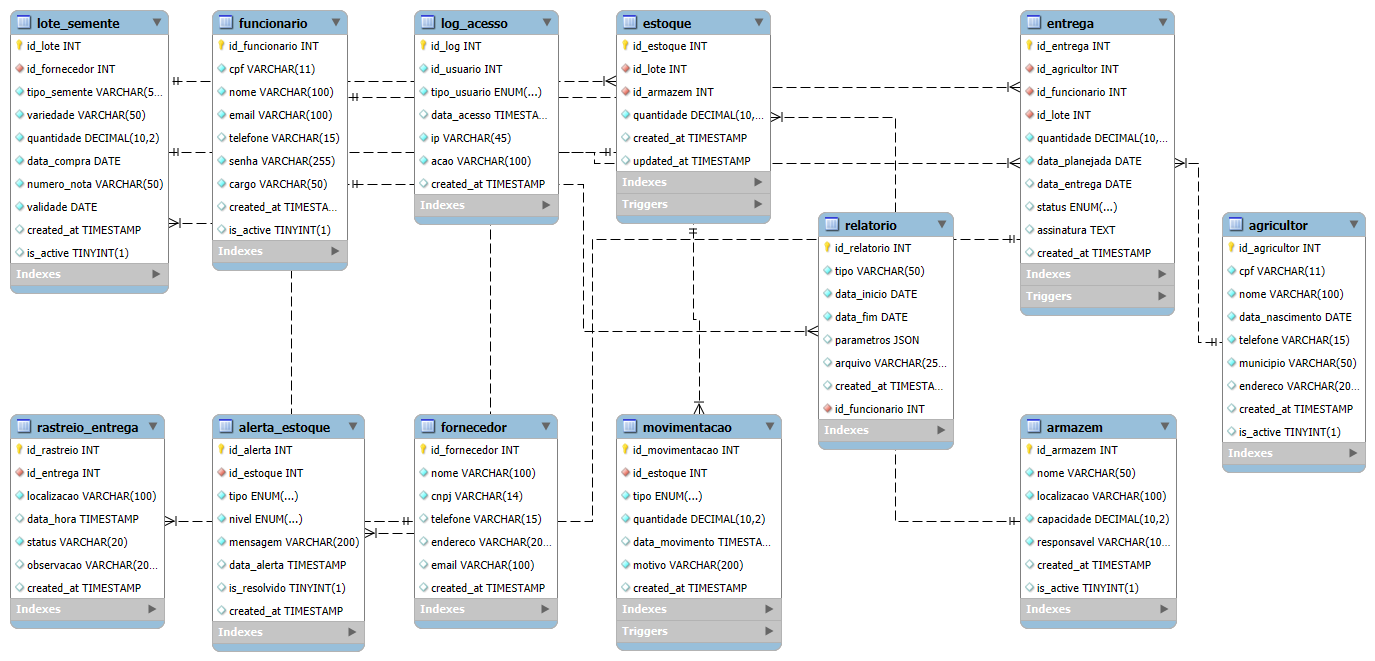 lote_semente
id_lote INT
id_fornecedor INT
tipo_semente VARCHAR(5...
variedade VARCHAR(50)
quantidade DECIMAL(10,2)
data_compra DATE
numero_nota VARCHAR(50)
validade DATE
created_at TIMESTAMP
is_active TINYINT(1)
Indexes
funcionario
id_funcionario INT
cpf VARCHAR(11)
nome VARCHAR(100)
email VARCHAR(100)
telefone VARCHAR(15)
senha VARCHAR(255)
cargo VARCHAR(50)
created_at TIMESTA...
is_active TINYINT(1)
Indexes
log_acesso
id_log INT
id_usuario INT
tipo_usuario ENUM(...)
data_acesso TIMESTA...
ip VARCHAR(45)
acao VARCHAR(100)
created_at TIMESTAMP
Indexes
estoque
id_estoque INT
id_lote INT
id_armazem INT
quantidade DECIMAL(10,...
created_at TIMESTAMP
updated_at TIMESTAMP
Indexes
Triggers
entrega
id_entrega INT
id_agricultor INT
id_funcionario INT
id_lote INT
quantidade DECIMAL(10,...
data_planejada DATE
data_entrega DATE
status ENUM(...)
assinatura TEXT
created_at TIMESTAMP
Indexes
Triggers
relatorio
id_relatorio INT
tipo VARCHAR(50)
data_inicio DATE
data_fim DATE
parametros JSON
arquivo VARCHAR(25...
created_at TIMESTA...
id_funcionario INT
Indexes
agricultor
id_agricultor INT
cpf VARCHAR(11)
nome VARCHAR(100)
data_nascimento DATE
telefone VARCHAR(15)
municipio VARCHAR(50)
endereco VARCHAR(20...
created_at TIMESTAMP
is_active TINYINT(1)
Indexes
rastreio_entrega
id_rastreio INT
id_entrega INT
localizacao VARCHAR(100)
data_hora TIMESTAMP
status VARCHAR(20)
observacao VARCHAR(20...
created_at TIMESTAMP
Indexes
alerta_estoque
id_alerta INT
id_estoque INT
tipo ENUM(...)
nivel ENUM(...)
mensagem VARCHAR(200)
data_alerta TIMESTAMP
is_resolvido TINYINT(1)
created_at TIMESTAMP
Indexes
fornecedor
id_fornecedor INT
nome VARCHAR(100)
cnpj VARCHAR(14)
telefone VARCHAR(15)
endereco VARCHAR(20...
email VARCHAR(100)
created_at TIMESTAMP
Indexes
movimentacao
id_movimentacao INT
id_estoque INT
tipo ENUM(...)
quantidade DECIMAL(10,2)
data_movimento TIMESTA...
motivo VARCHAR(200)
created_at TIMESTAMP
Indexes
Triggers
armazem
id_armazem INT
nome VARCHAR(50)
localizacao VARCHAR(100)
capacidade DECIMAL(10,2)
responsavel VARCHAR(10...
created_at TIMESTAMP
is_active TINYINT(1)
Indexes